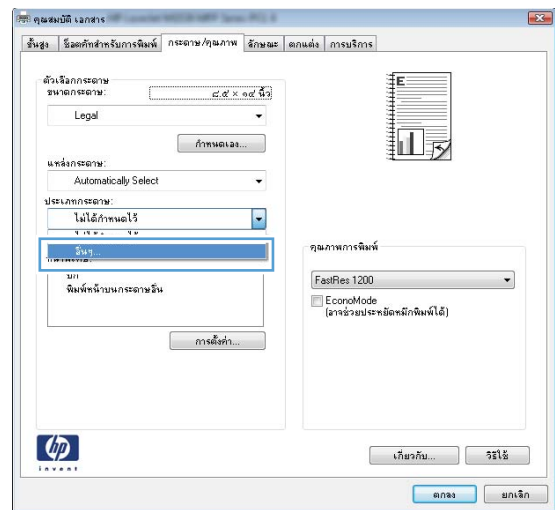 คุณสมบัติ เอกสาร
ขั้นสูง ช็อตคัทสำหรับการพิมพ์ กระดาษ/คุณภาพ ลักษณะ ตกแต่ง การบริการ
ตัวเลือกกระดาษ
ขนาดกระดาษ: ๘.๕ × ๑๔ นิ้ว
Legal
กำหนดเอง...
แหล่งกระดาษ:
Automatically Select
ประเภทกระดาษ:
ไม่ได้กำหนดไว้
อื่นๆ...
ปก
พิมพ์หน้าบนกระดาษอื่น
การตั้งค่า...
E
คุณภาพการพิมพ์
FastRes 1200
EconoMode
(อาจช่วยประหยัดหมึกพิมพ์ได้)
hp
invent
เกี่ยวกับ... วิธีใช้
ตกลง ยกเลิก